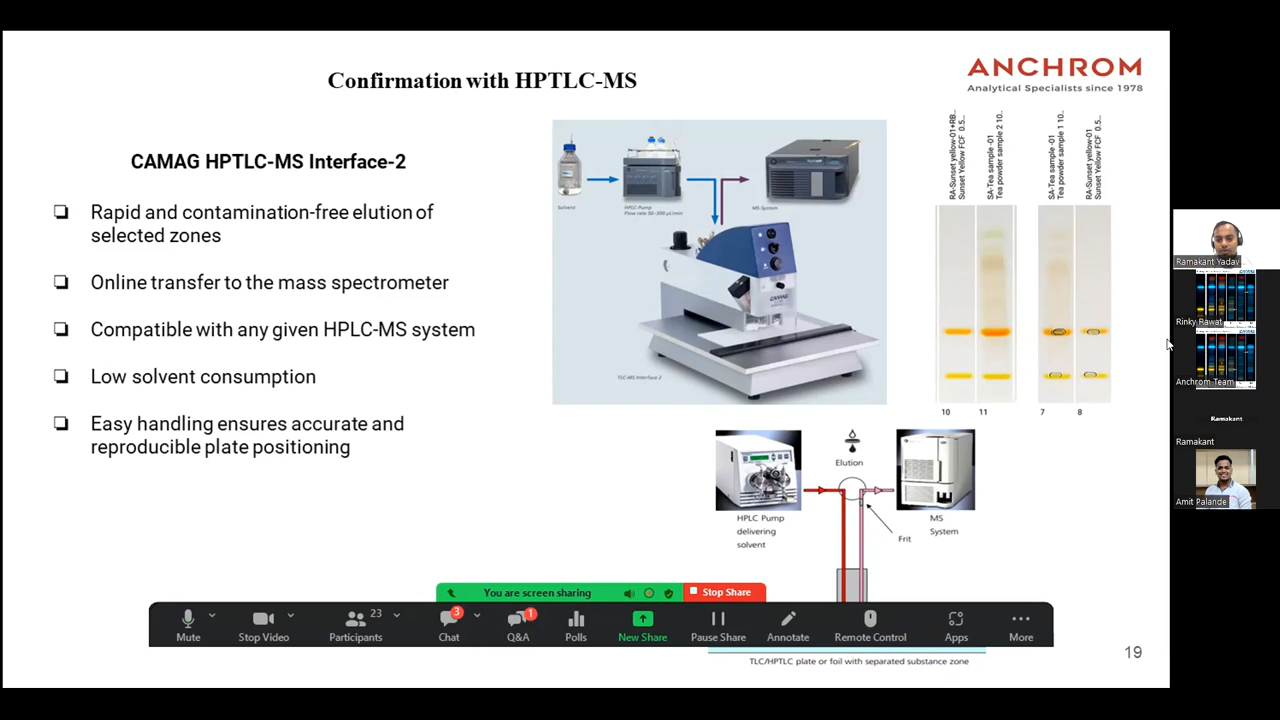 Confirmation with HPTLC-MS
ANCHROM
Analytical Specialists since 1978
CAMAG HPTLC-MS Interface-2
Rapid and contamination-free elution of
selected zones
Online transfer to the mass spectrometer
Compatible with any given HPLC-MS system
Low solvent consumption
Easy handling ensures accurate and
reproducible plate positioning
Solvent
HPLC-Pump
Flow rate 50-300 µL/min
MS-System
CAMAG
TLC-MS Interface 2
RA-Sunset yellow-01+RB...
Sunset Yellow FCF 0.5...
SA-Tea sample -01
Tea powder sample 2 10..
SA-Tea sample -01
Tea powder sample 1 10..
RA-Sunset yellow-01
Sunset Yellow FCF 0.5...
10
11
7
8
Elution
HPLC Pump
delivering
solvent
MS
System
Frit
TLC/HPTLC plate or foil with separated substance zone
19
You are screen sharing
Stop Share
Mute
Stop Video
Participants
23
Chat
3
Q&A
1
Polls
New Share
Pause Share
Annotate
Remote Control
Apps
More
Ramakant Yadav
Rinky Rawat
Anchrom Team
Ramakant
Ramakant
Amit Palande